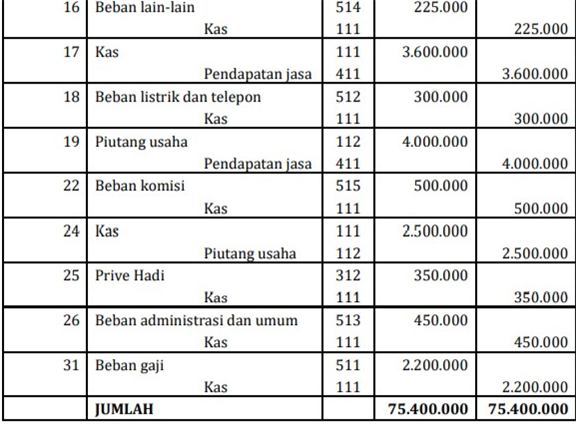 16 Beban lain-lain 514 225.000
Kas 111 225.000
17 Kas 111 3.600.000
Pendapatan jasa 411 3.600.000
18 Beban listrik dan telepon 512 300.000
Kas 111 300.000
19 Piutang usaha 112 4.000.000
Pendapatan jasa 411 4.000.000
22 Beban komisi 515 500.000
Kas 111 500.000
24 Kas 111 2.500.000
Piutang usaha 112 2.500.000
25 Prive Hadi 312 350.000
Kas 111 350.000
26 Beban administrasi dan umum 513 450.000
Kas 111 450.000
31 Beban gaji 511 2.200.000
Kas 111 2.200.000
JUMLAH 75.400.000 75.400.000